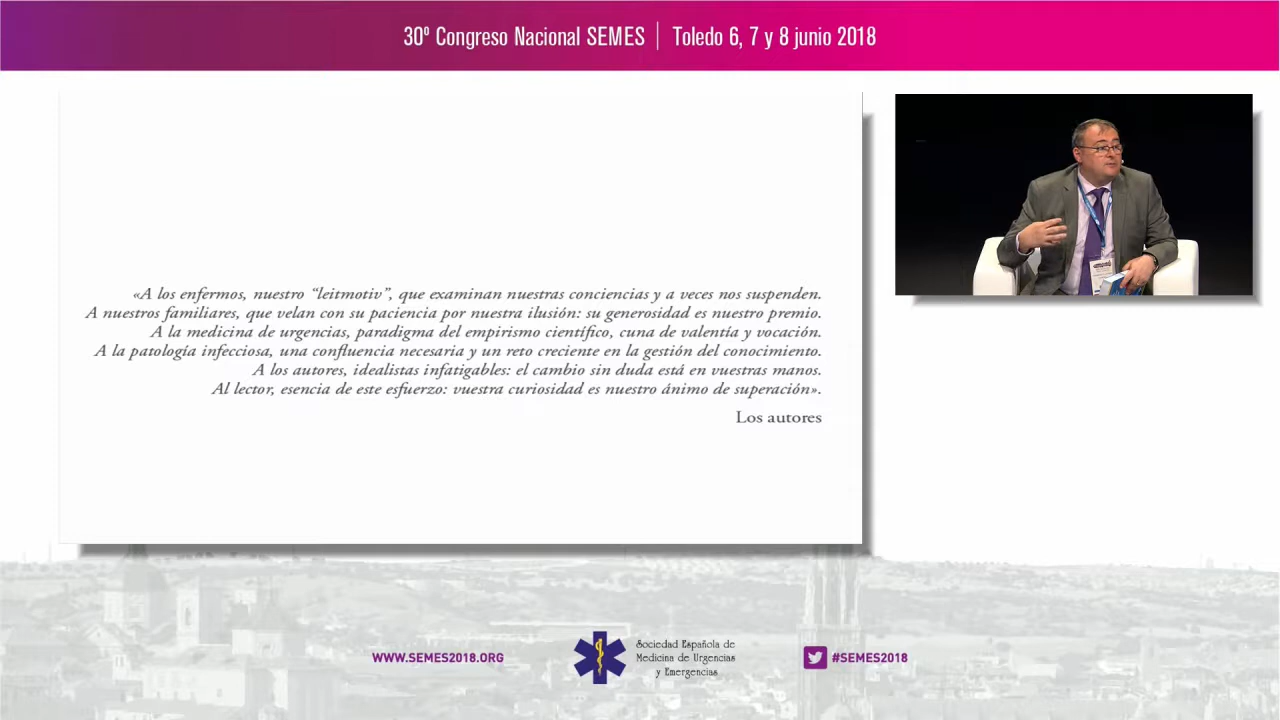 30º Congreso Nacional SEMES | Toledo 6, 7 y 8 junio 2018
«A los enfermos, nuestro “leitmotiv”, que examinan nuestras conciencias y a veces nos suspenden.
A nuestros familiares, que velan con su paciencia por nuestra ilusión: su generosidad es nuestro premio.
A la medicina de urgencias, paradigma del empirismo científico, cuna de valentía y vocación.
A la patología infecciosa, una confluencia necesaria y un reto creciente en la gestión del conocimiento.
A los autores, idealistas infatigables: el cambio sin duda está en vuestras manos.
Al lector, esencia de este esfuerzo: vuestra curiosidad es nuestro ánimo de superación».
Los autores
WWW.SEMES2018.ORG
Sociedad Española de
Medicina de Urgencias
y Emergencias
#SEMES2018